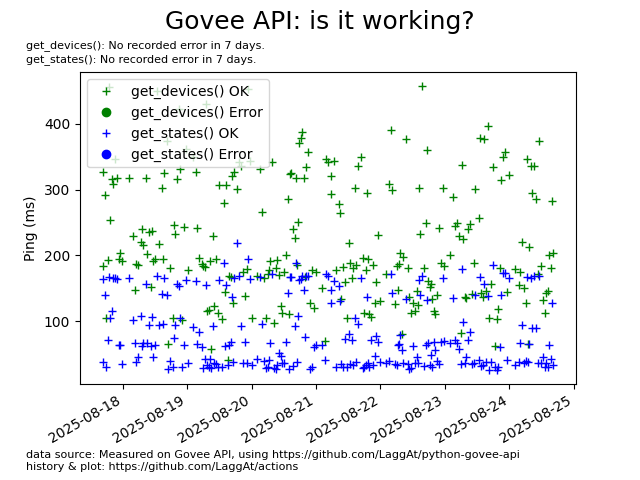 Govee API: is it working?
get_devices(): No recorded error in 7 days.
get_states(): No recorded error in 7 days.
get_devices() OK
get_devices() Error
get_states() OK
get_states() Error
Ping (ms)
400
300
200
100
2025-08-18
2025-08-19
2025-08-20
2025-08-21
2025-08-22
2025-08-23
2025-08-24
2025-08-25
data source: Measured on Govee API, using https://github.com/LaggAt/python-govee-api
history & plot: https://github.com/LaggAt/actions